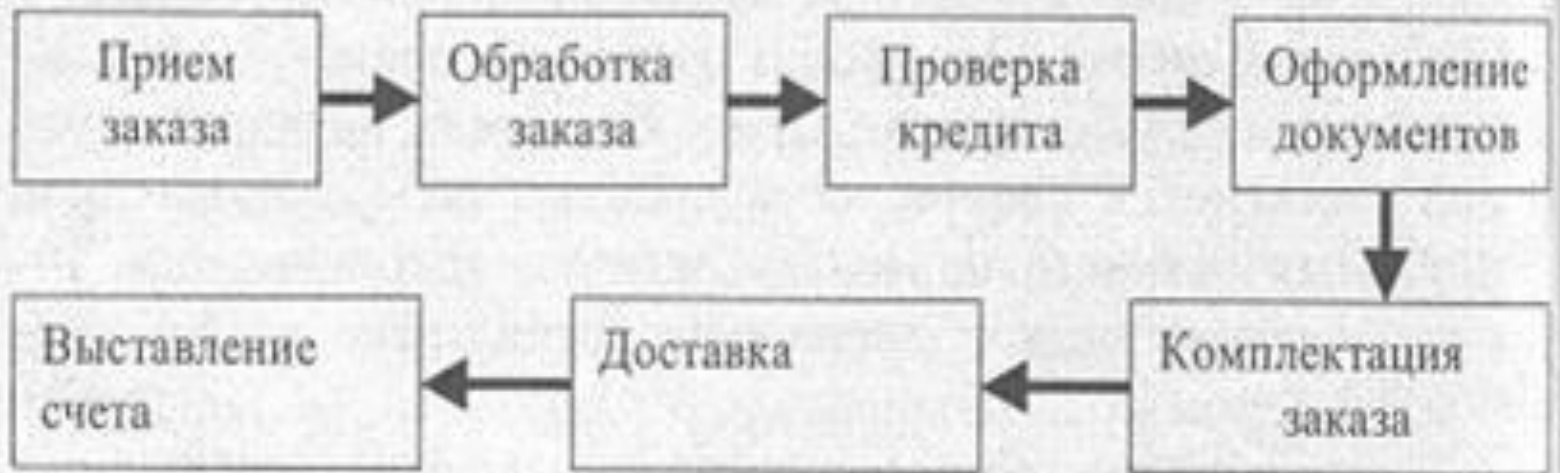 Прием
заказа
Обработка
заказа
Проверка
кредита
Оформление
документов
Комплектация
заказа
Доставка
Выставление
счета